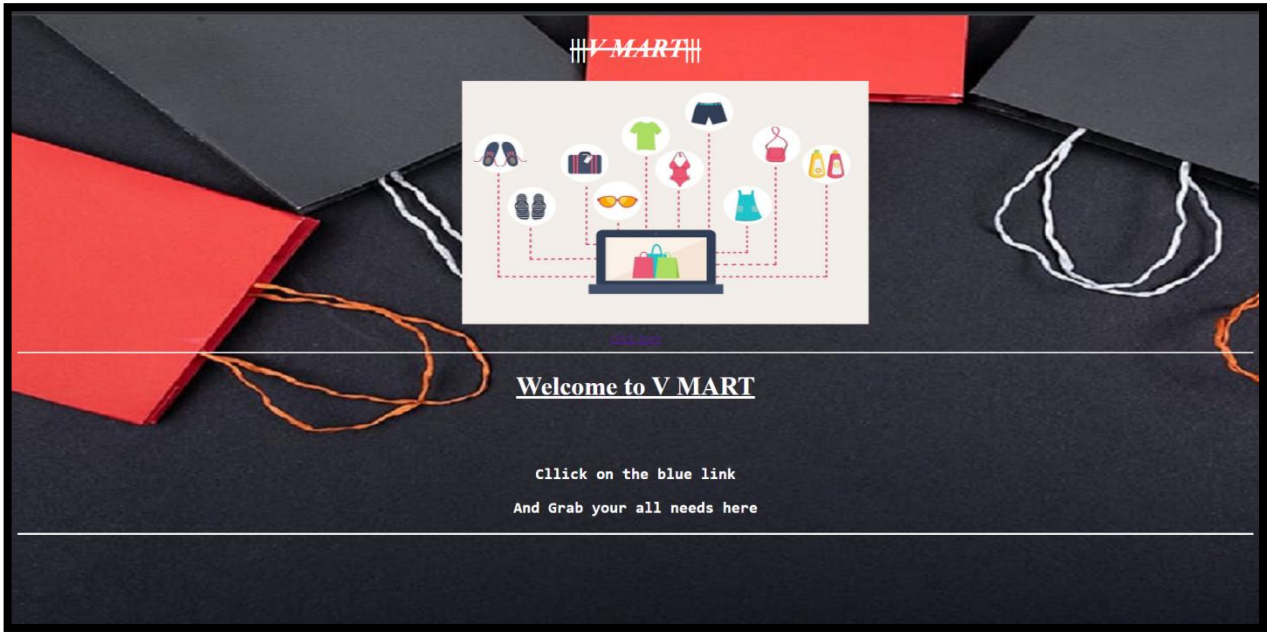 |||V MART|||
Welcome to V MART
Cllick on the blue link
And Grab your all needs here